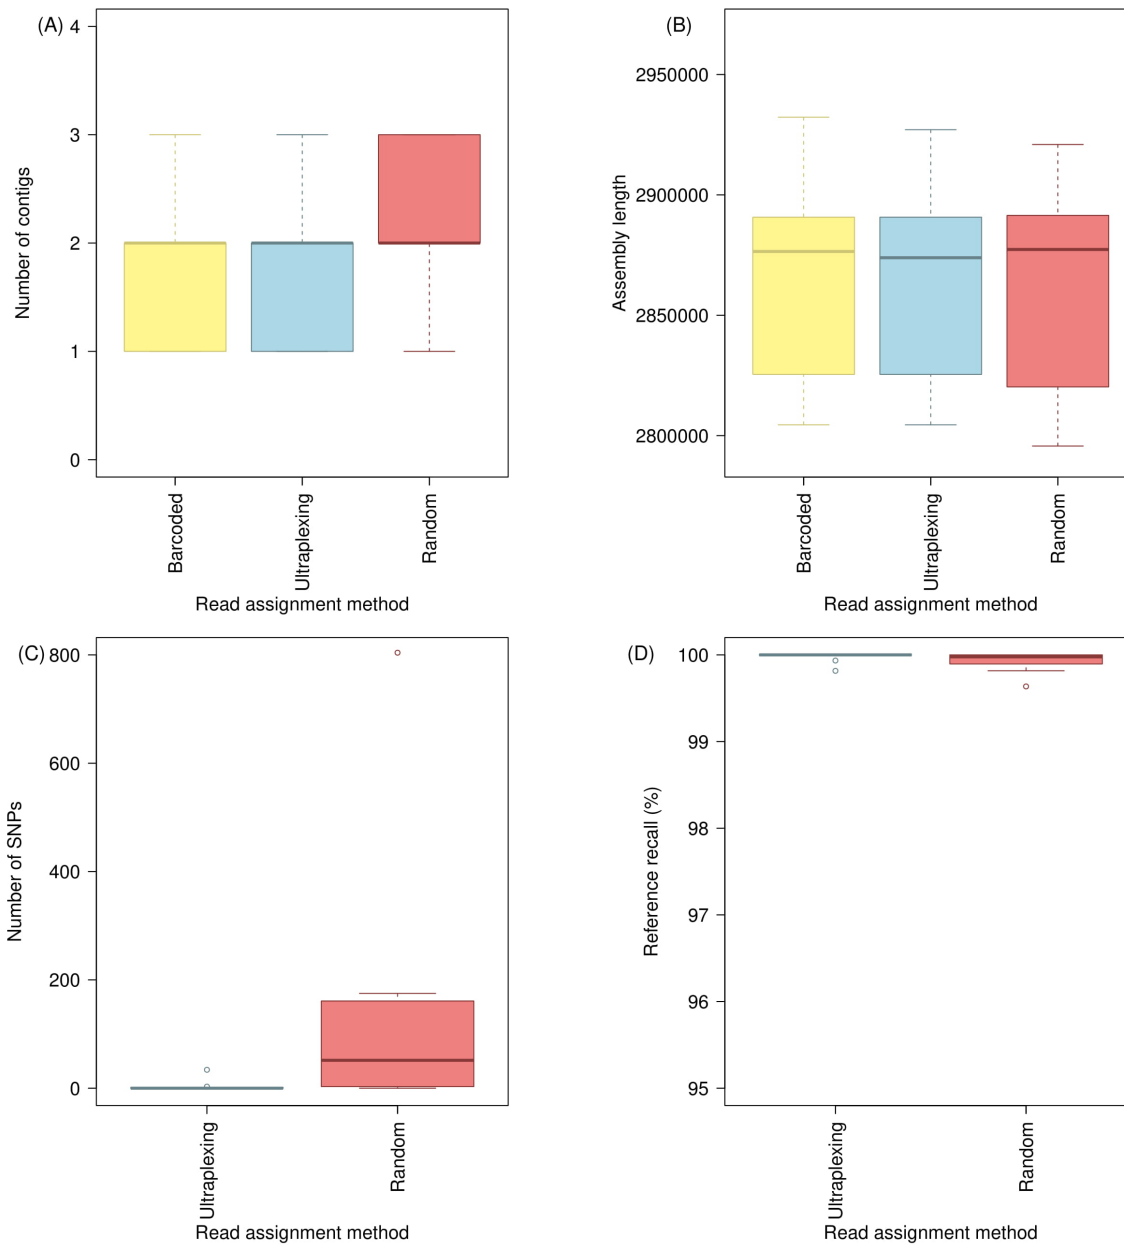 (A)
4
3
2
1
0
Number of contigs
Barcoded
Ultraplexing
Random
Read assignment method
(B)
2950000
2900000
2850000
2800000
Assembly length
Barcoded
Ultraplexing
Random
Read assignment method
(C)
800
600
400
200
0
Number of SNPs
Ultraplexing
Random
Read assignment method
(D)
100
99
98
97
96
95
Reference recall (%)
Ultraplexing
Random
Read assignment method